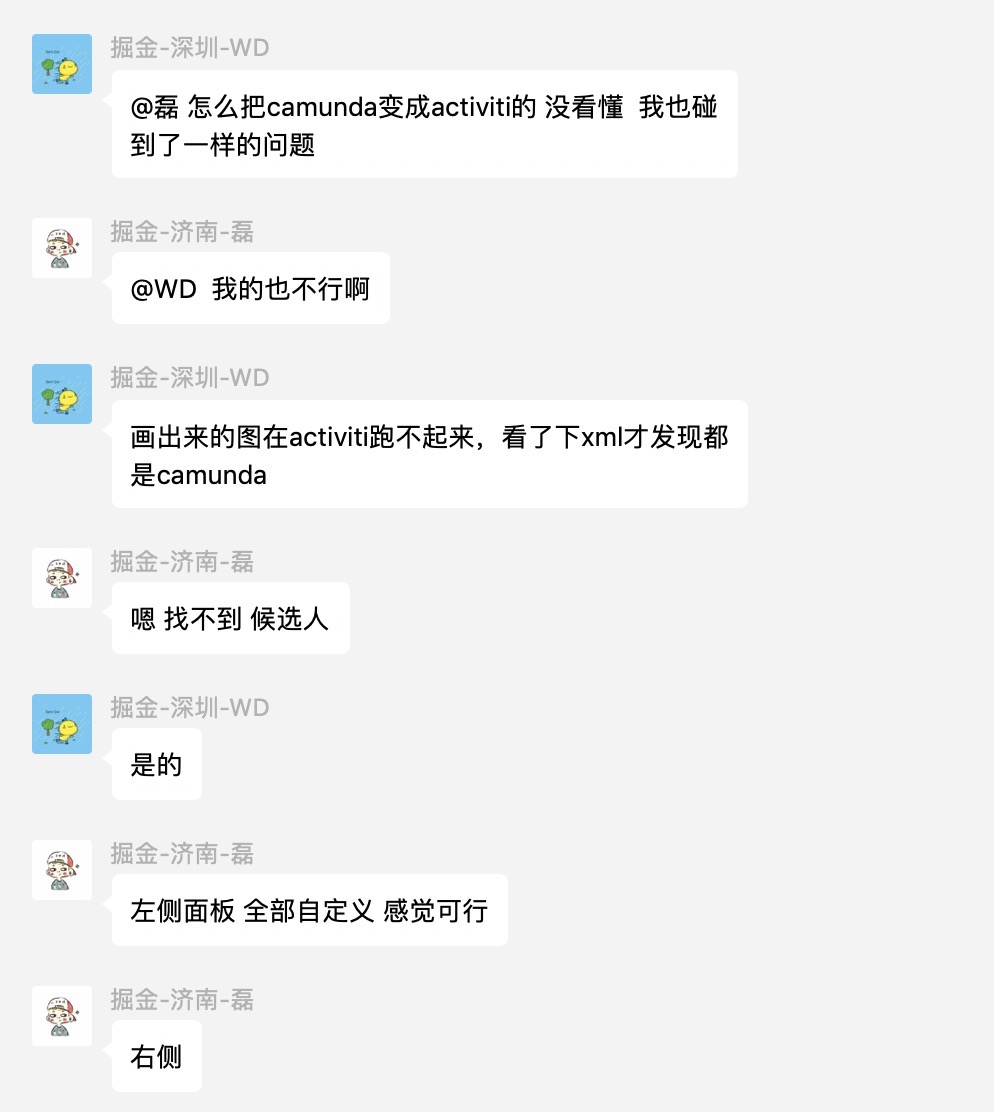 掘金-深圳-WD
@磊 怎么把camunda变成activiti的 没看懂  我也碰
到了一样的问题
掘金-济南-磊
@WD  我的也不行啊
掘金-深圳-WD
画出来的图在activiti跑不起来，看了下xml才发现都
是camunda
掘金-济南-磊
嗯 找不到 候选人
掘金-深圳-WD
是的
掘金-济南-磊
左侧面板 全部自定义 感觉可行
掘金-济南-磊
右侧